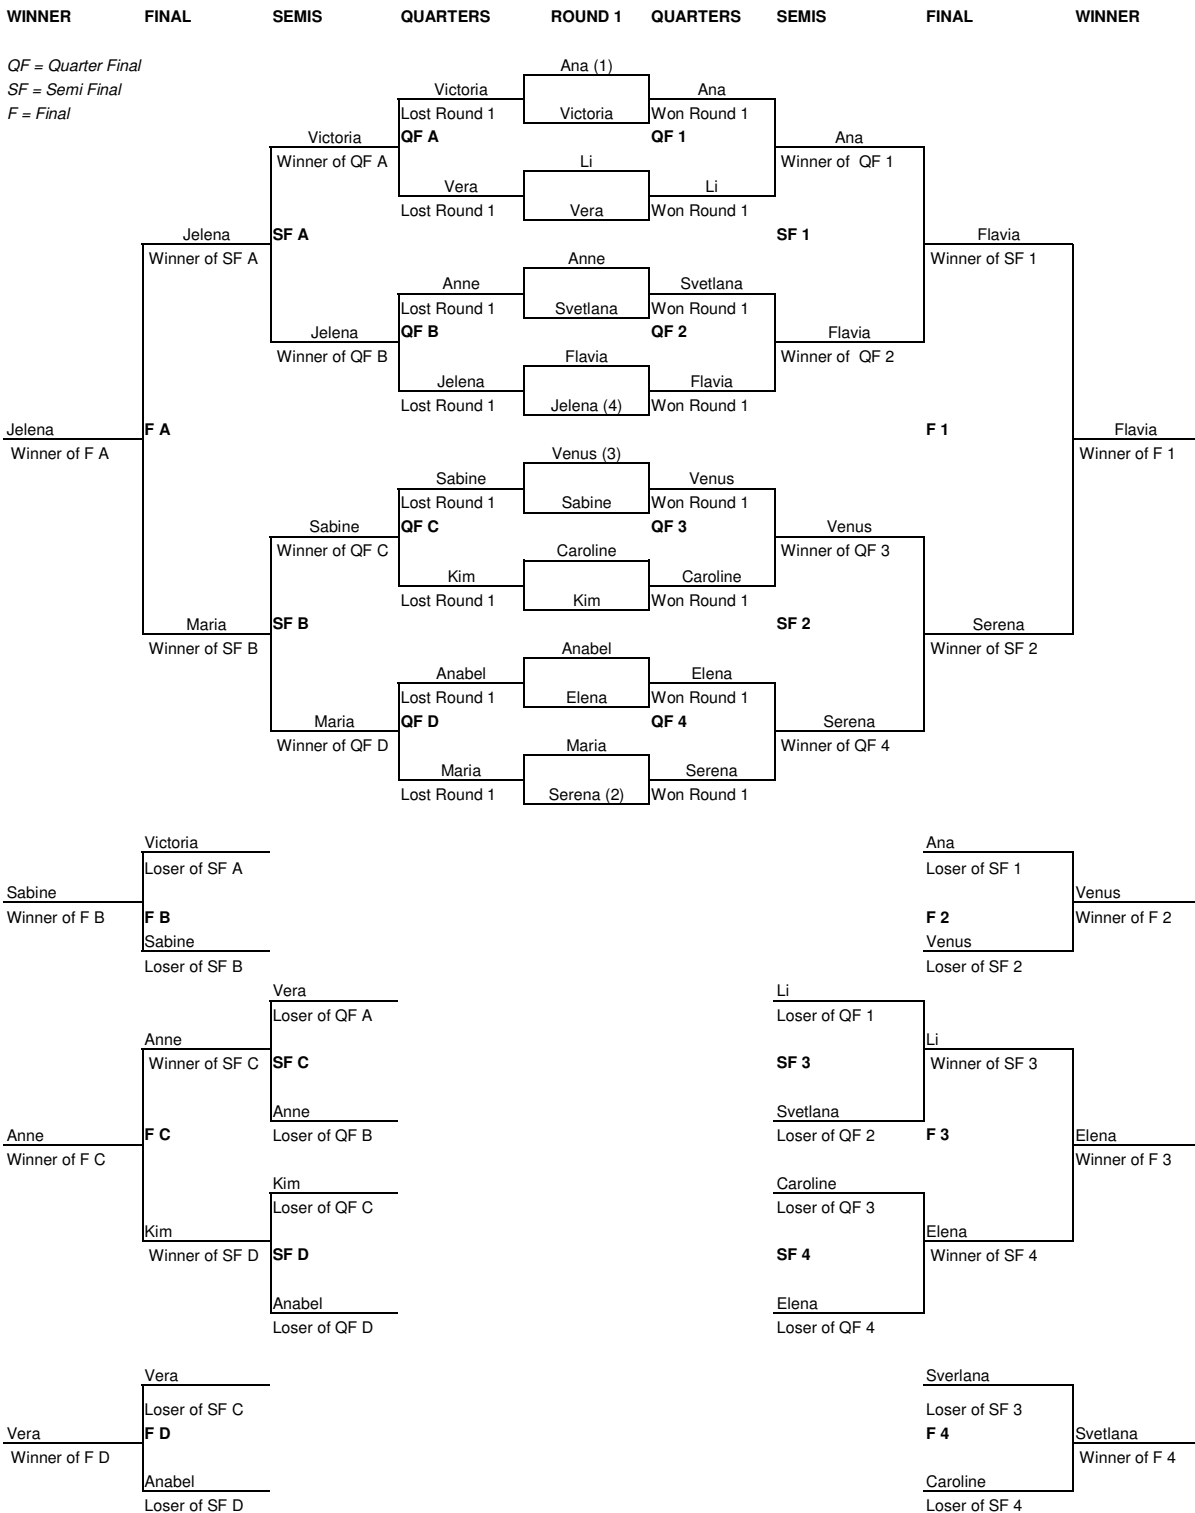 WINNER FINAL SEMIS QUARTERS ROUND 1 QUARTERS SEMIS FINAL WINNER
QF = Quarter Final Ana (1)
SF = Semi Final Victoria Ana
F = Final Lost Round 1 Victoria Won Round 1
Victoria QF A QF 1 Ana
Winner of QF A Li Winner of QF 1
Vera Li
Lost Round 1 Vera Won Round 1
Jelena SF A SF 1 Flavia
Winner of SF A Anne Winner of SF 1
Anne Svetlana
Lost Round 1 Svetlana Won Round 1
Jelena QF B QF 2 Flavia
Winner of QF B Flavia Winner of QF 2
Jelena Flavia
Lost Round 1 Jelena (4) Won Round 1
Jelena F A F 1 Flavia
Winner of F A Venus (3) Winner of F 1
Sabine Venus
Lost Round 1 Sabine Won Round 1
Sabine QF C QF 3 Venus
Winner of QF C Caroline Winner of QF 3
Kim Caroline
Lost Round 1 Kim Won Round 1
Maria SF B SF 2 Serena
Winner of SF B Anabel Winner of SF 2
Anabel Elena
Lost Round 1 Elena Won Round 1
Maria QF D QF 4 Serena
Winner of QF D Maria Winner of QF 4
Maria Serena
Lost Round 1 Serena (2) Won Round 1
Victoria Ana
Loser of SF A Loser of SF 1
Sabine Venus
Winner of F B F B F 2 Winner of F 2
Sabine Venus
Loser of SF B Loser of SF 2
Vera Li
Loser of QF A Loser of QF 1
Anne Li
Winner of SF C SF C SF 3 Winner of SF 3
Anne Svetlana
Anne F C Loser of QF B Loser of QF 2 F 3 Elena
Winner of F C Winner of F 3
Kim Caroline
Loser of QF C Loser of QF 3
Kim Elena
Winner of SF D SF D SF 4 Winner of SF 4
Anabel Elena
Loser of QF D Loser of QF 4
Vera Sverlana
Loser of SF C Loser of SF 3
Vera F D F 4 Svetlana
Winner of F D Winner of F 4
Anabel Caroline
Loser of SF D Loser of SF 4